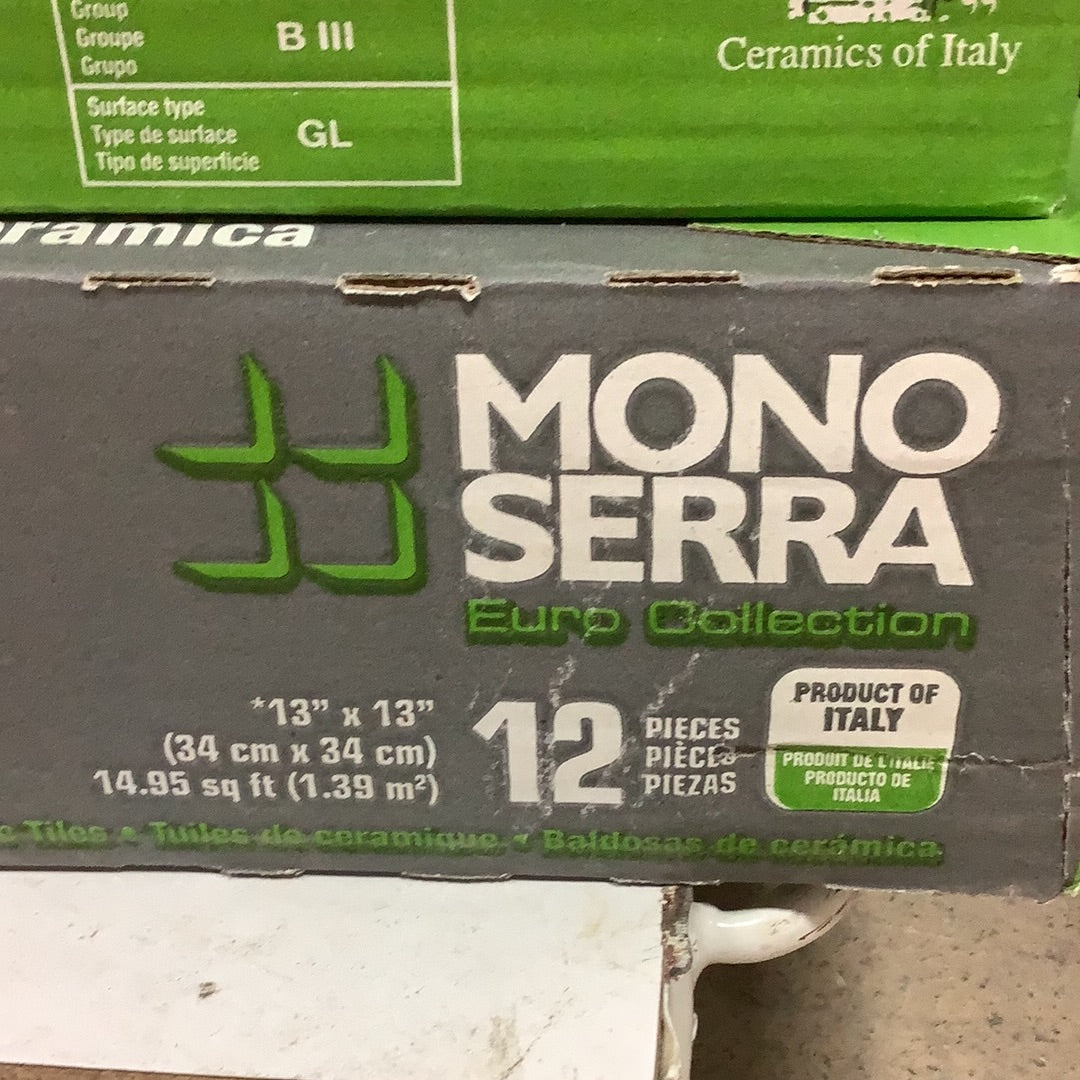 Group
Groupe
Grupo
B III
Surface type
Type de surface
Tipo de superficie
GL
Ceramics of Italy
MONO
SERRA
Euro Collection
*13” x 13”
(34 cm x 34 cm)
14.95 sq ft (1.39 m²)
12
PIECES
PIÈCES
PIEZAS
PRODUCT OF
ITALY
PRODUIT DE L'ITALIE
PRODUCTO DE
ITALIA
Tiles • Tuiles de ceramique • Baldosas de cerámica